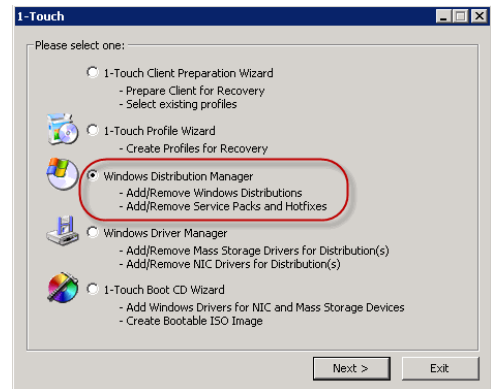 1-Touch
Please select one:
1-Touch Client Preparation Wizard
- Prepare Client for Recovery
- Select existing profiles
1-Touch Profile Wizard
- Create Profiles for Recovery
Windows Distribution Manager
- Add/Remove Windows Distributions
- Add/Remove Service Packs and Hotfixes
Windows Driver Manager
- Add/Remove Mass Storage Drivers for Distribution(s)
- Add/Remove NIC Drivers for Distribution(s)
1-Touch Boot CD Wizard
- Add Windows Drivers for NIC and Mass Storage Devices
- Create Bootable ISO Image
Next >
Exit